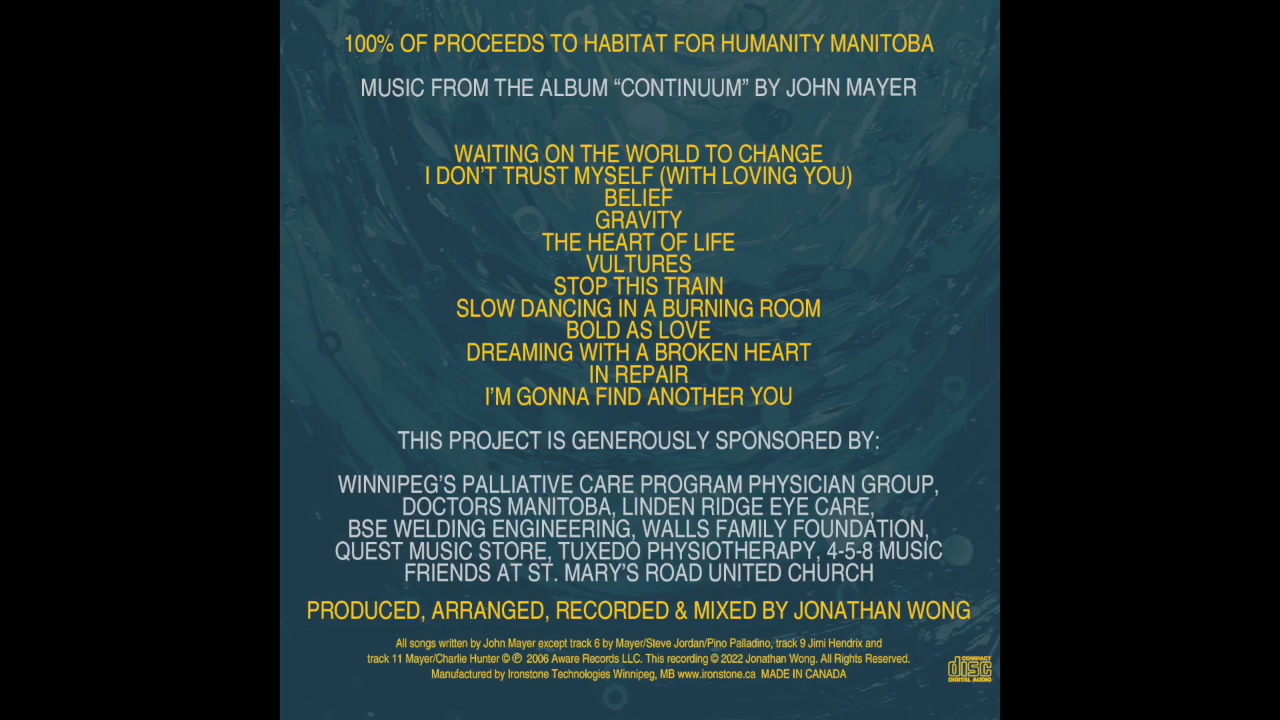 100% OF PROCEEDS TO HABITAT FOR HUMANITY MANITOBA
MUSIC FROM THE ALBUM “CONTINUUM” BY JOHN MAYER
WAITING ON THE WORLD TO CHANGE
I DON’T TRUST MYSELF (WITH LOVING YOU)
BELIEF
GRAVITY
THE HEART OF LIFE
VULTURES
STOP THIS TRAIN
SLOW DANCING IN A BURNING ROOM
BOLD AS LOVE
DREAMING WITH A BROKEN HEART
IN REPAIR
I’M GONNA FIND ANOTHER YOU
THIS PROJECT IS GENEROUSLY SPONSORED BY:
WINNIPEG’S PALLIATIVE CARE PROGRAM PHYSICIAN GROUP,
DOCTORS MANITOBA, LINDEN RIDGE EYE CARE,
BSE WELDING ENGINEERING, WALLS FAMILY FOUNDATION,
QUEST MUSIC STORE, TUXEDO PHYSIOTHERAPY, 4-5-8 MUSIC
FRIENDS AT ST. MARY’S ROAD UNITED CHURCH
PRODUCED, ARRANGED, RECORDED & MIXED BY JONATHAN WONG
All songs written by John Mayer except track 6 by Mayer/Steve Jordan/Pino Palladino, track 9 Jimi Hendrix and
track 11 Mayer/Charlie Hunter © ℗ 2006 Aware Records LLC. This recording © 2022 Jonathan Wong. All Rights Reserved.
Manufactured by Ironstone Technologies Winnipeg, MB www.ironstone.ca MADE IN CANADA
COMPACT
disc
DIGITAL AUDIO